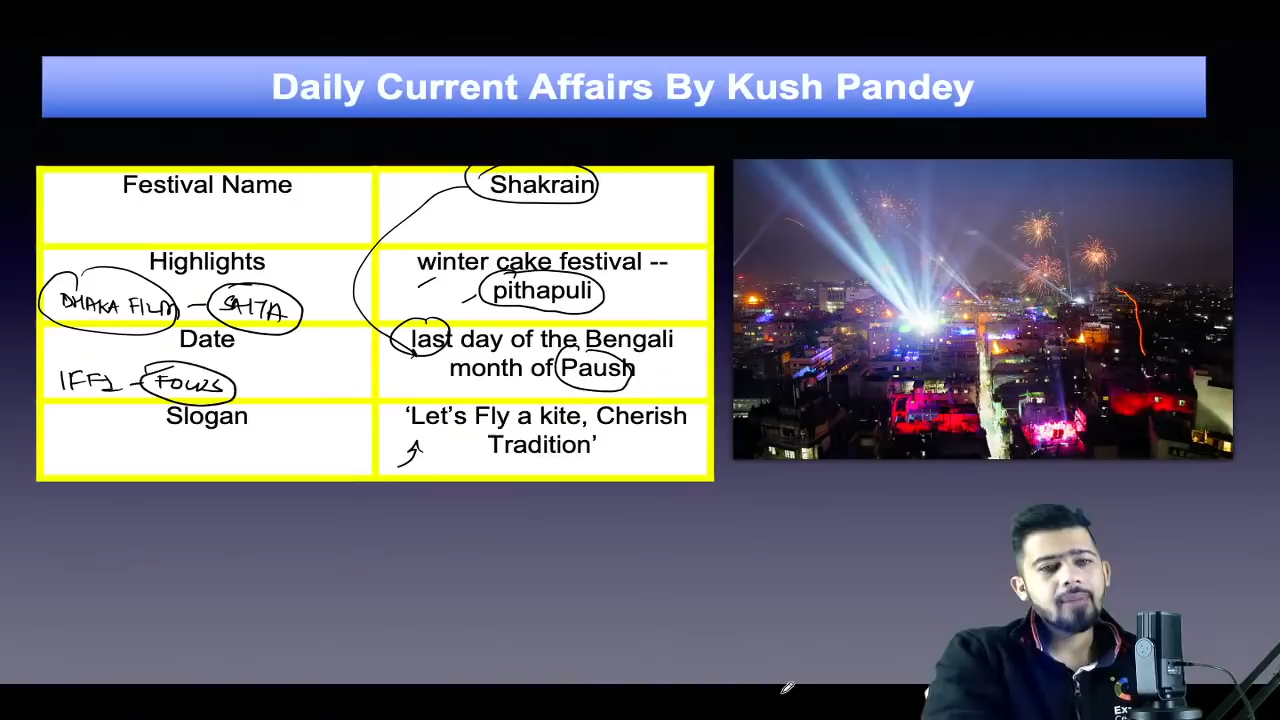 Daily Current Affairs By Kush Pandey
Festival Name
Shakrain
Highlights
winter cake festival --
pithapuli
DHAKA FILM –
Date
last day of the Bengali
month of Paush
IFFI – FOCUS
Slogan
‘Let's Fly a kite, Cherish
Tradition’